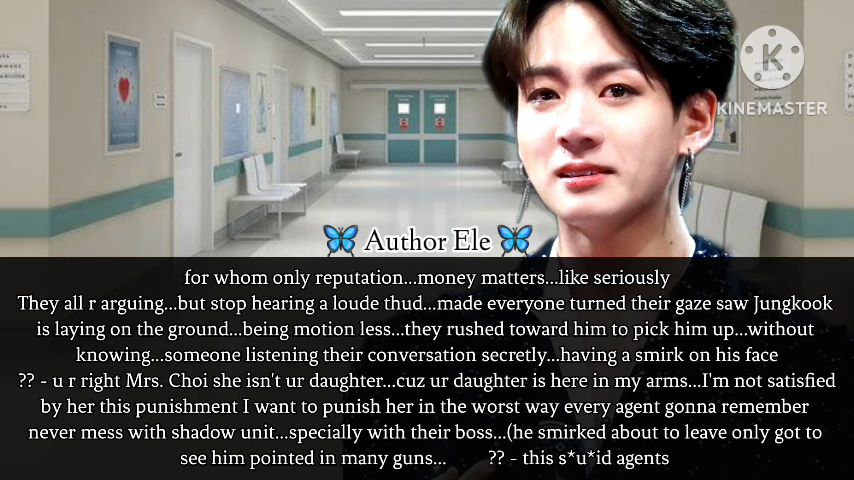 KINEMASTER
🦋 Author Ele 🦋
for whom only reputation...money matters...like seriously
They all r arguing...but stop hearing a loude thud...made everyone turned their gaze saw Jungkook
is laying on the ground...being motion less...they rushed toward him to pick him up...without
knowing...someone listening their conversation secretly...having a smirk on his face
?? - u r right Mrs. Choi she isn't ur daughter...cuz ur daughter is here in my arms...I'm not satisfied
by her this punishment I want to punish her in the worst way every agent gonna remember
never mess with shadow unit...specially with their boss...(he smirked about to leave only got to
see him pointed in many guns... ?? - this s*u*id agents